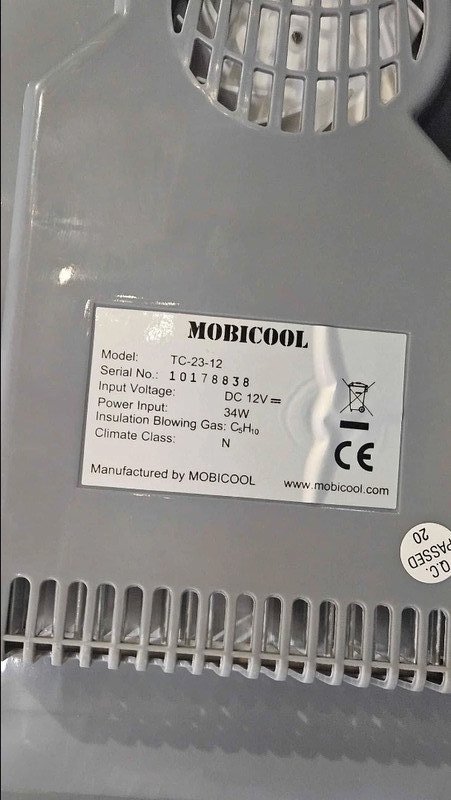 MOBICOOL
Model: TC-23-12
Serial No.: 10178838
Input Voltage: DC 12V⎓
Power Input: 34W
Insulation Blowing Gas: C₅H₁₀
Climate Class: N
CE
Manufactured by MOBICOOL www.mobicool.com
Q.C.
PASSED
20